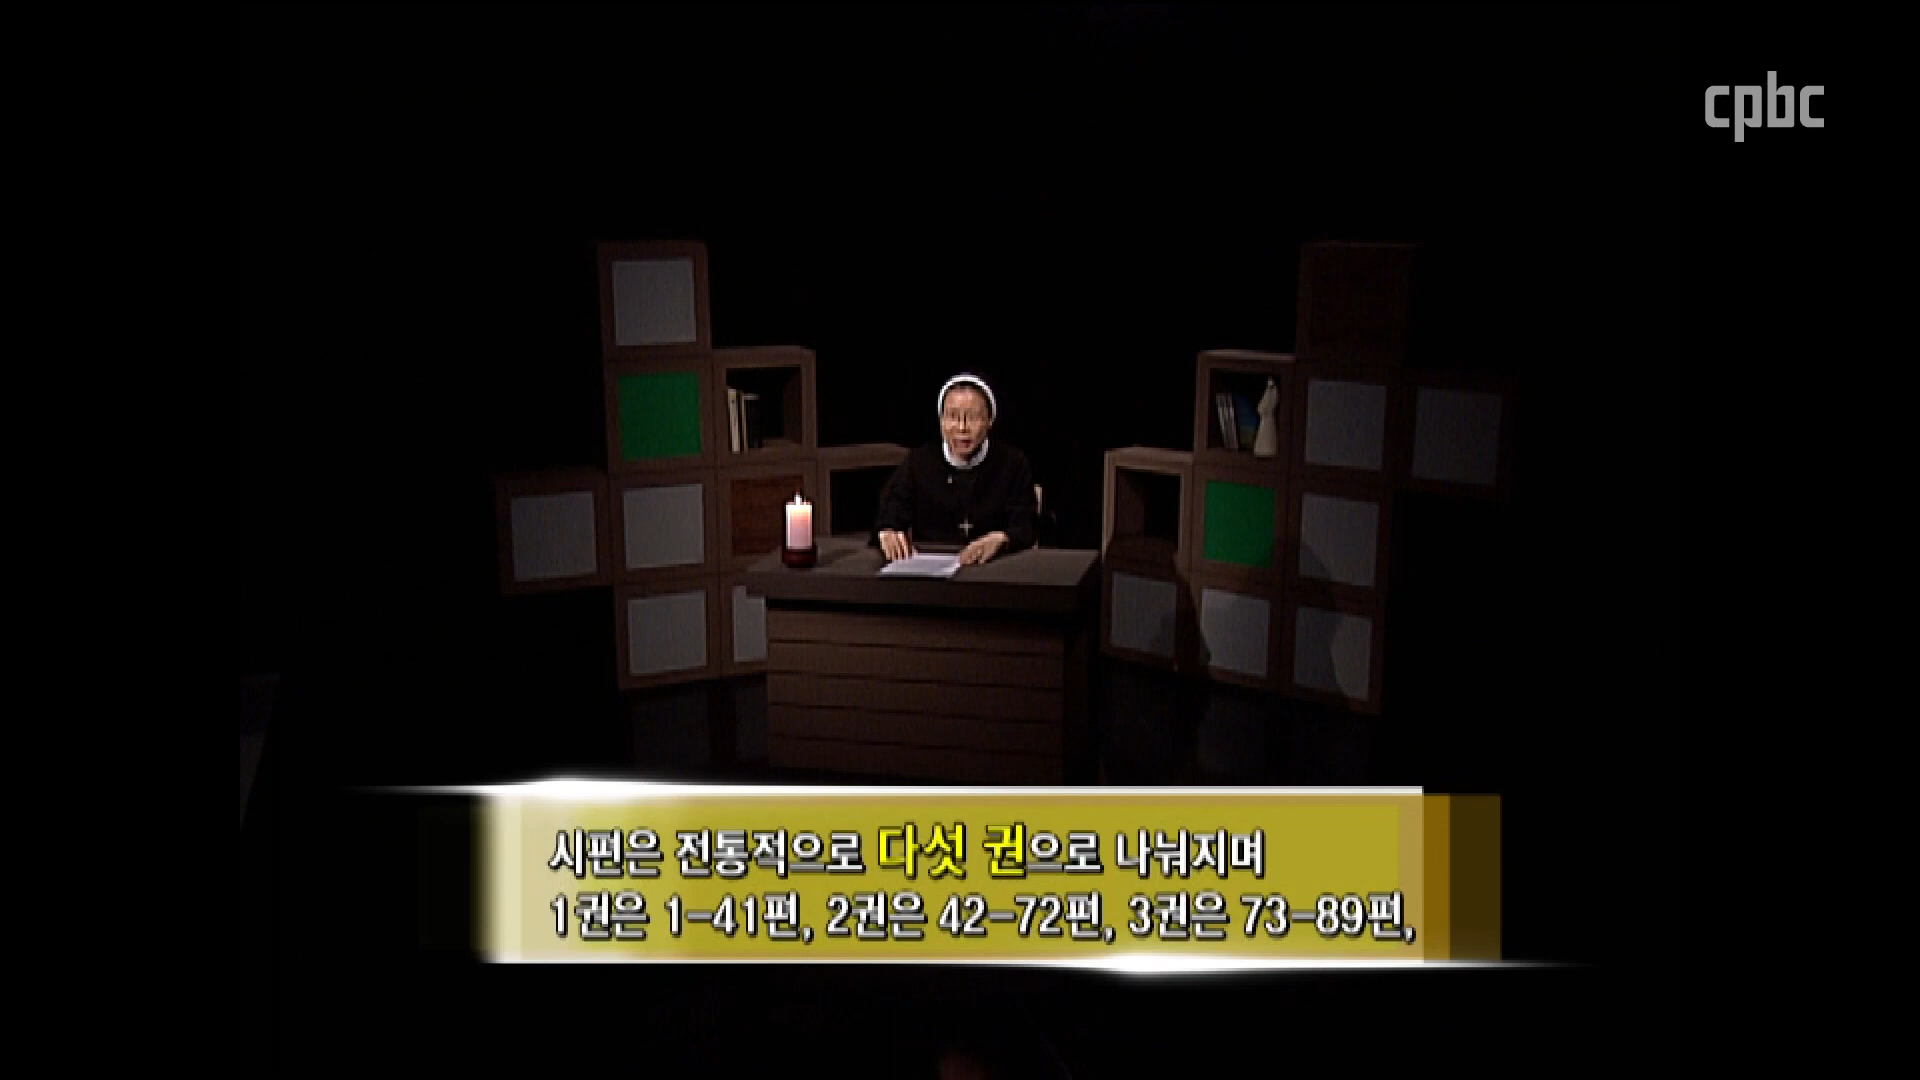 cpbc
시편은 전통적으로 다섯 권으로 나눠지며
1권은 1-41편, 2권은 42-72편, 3권은 73-89편,